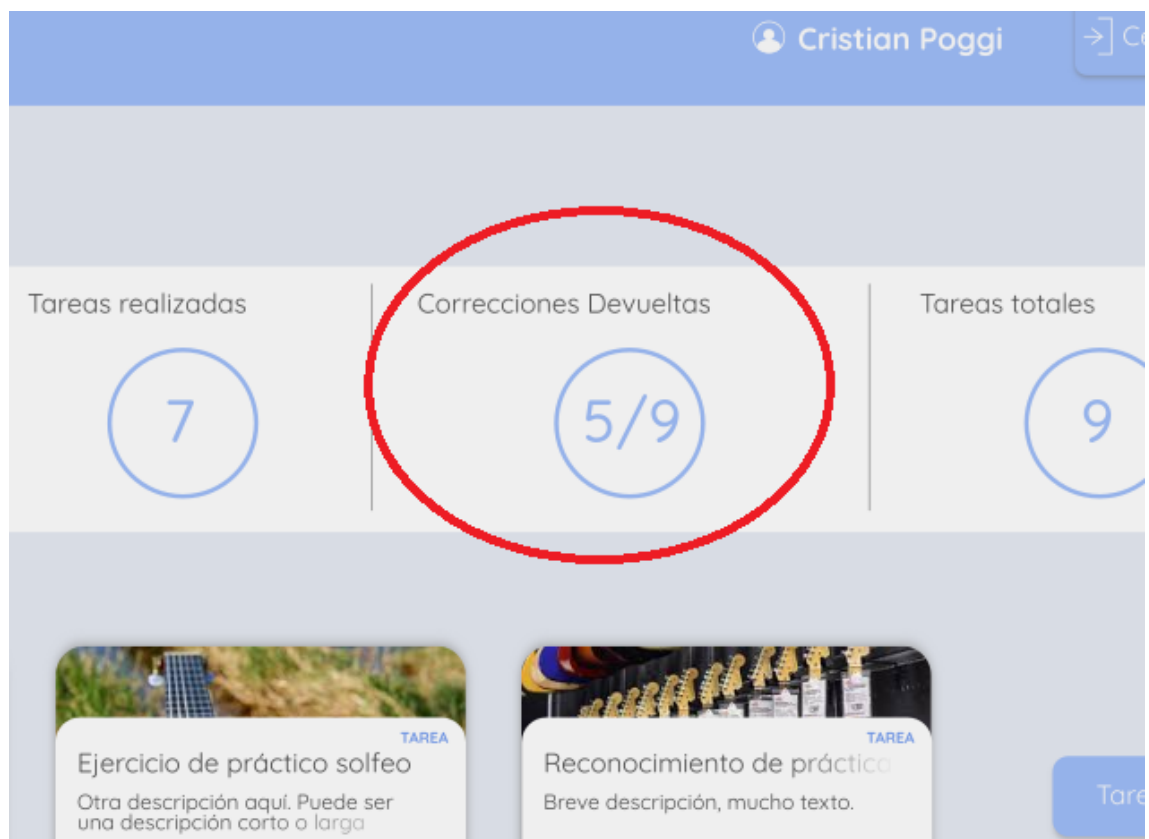 Cristian Poggi
Tareas realizadas
Correcciones Devueltas
Tareas totales
7
5/9
9
TAREA
Ejercicio de práctico solfeo
Otra descripción aquí. Puede ser
una descripción corto o larga
TAREA
Reconocimiento de práctica
Breve descripción, mucho texto.